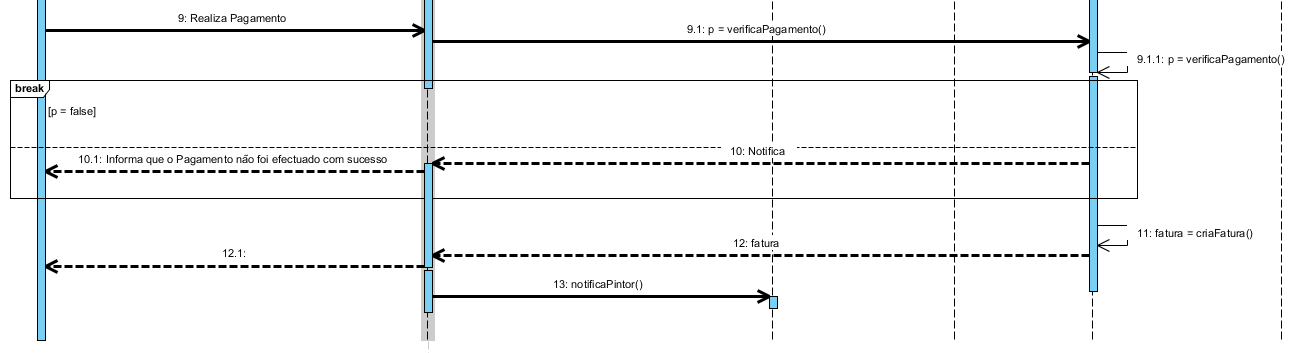 9: Realiza Pagamento
9.1: p = verificaPagamento()
9.1.1: p = verificaPagamento()
break
[p = false]
10: Notifica
10.1: Informa que o Pagamento não foi efectuado com sucesso
11: fatura = criaFatura()
12: fatura
12.1:
13: notificaPintor()